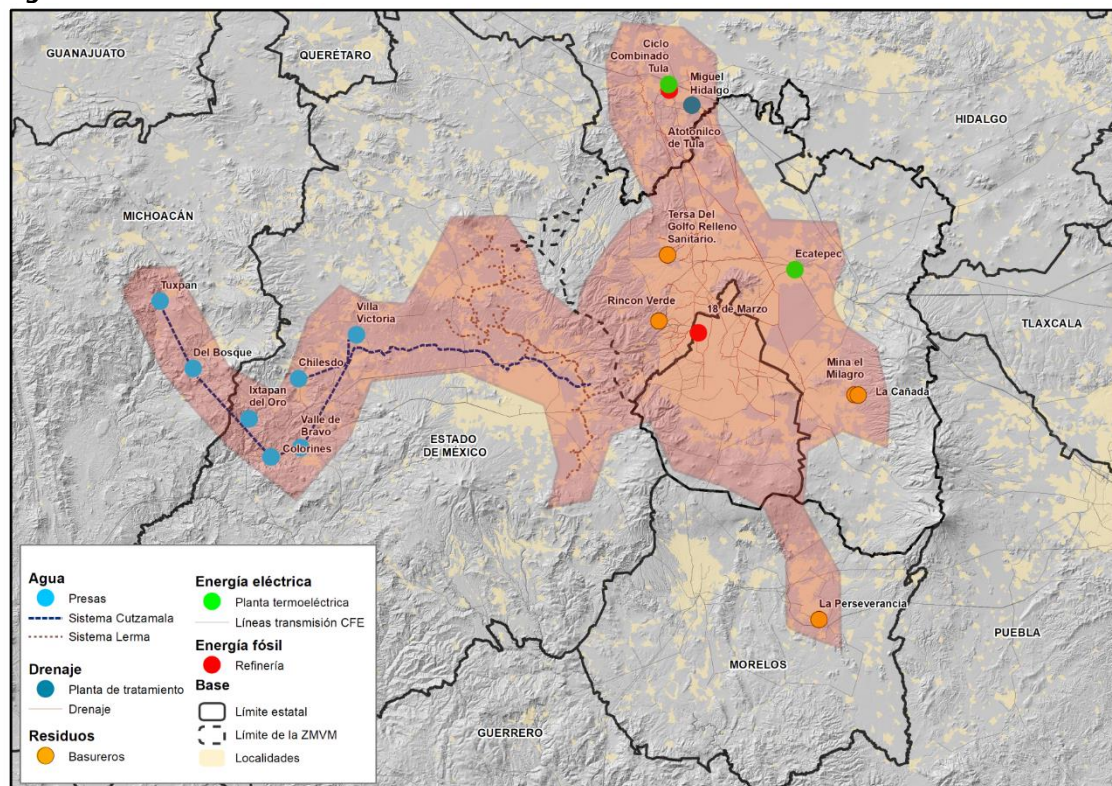 GUANAJUATO
QUERÉTARO
Ciclo
Combinado
Tula
Miguel
Hidalgo
HIDALGO
Atotonilco
de Tula
MICHOACÁN
Tersa Del
Golfo Relleno
Sanitario.
Ecatepec
Tuxpan
Villa
Victoria
Rincon Verde
18 de Marzo
TLAXCALA
Del Bosque
Chilesdo
Mina el
Milagro
La Cañada
Ixtapan
del Oro
Valle de
Bravo
Colorines
ESTADO
DE MÉXICO
La Perseverancia
PUEBLA
MORELOS
GUERRERO
Agua
Presas
Sistema Cutzamala
Sistema Lerma
Drenaje
Planta de tratamiento
Drenaje
Residuos
Basureros
Energía eléctrica
Planta termoeléctrica
Líneas transmisión CFE
Energía fósil
Refinería
Base
Límite estatal
Límite de la ZMVM
Localidades